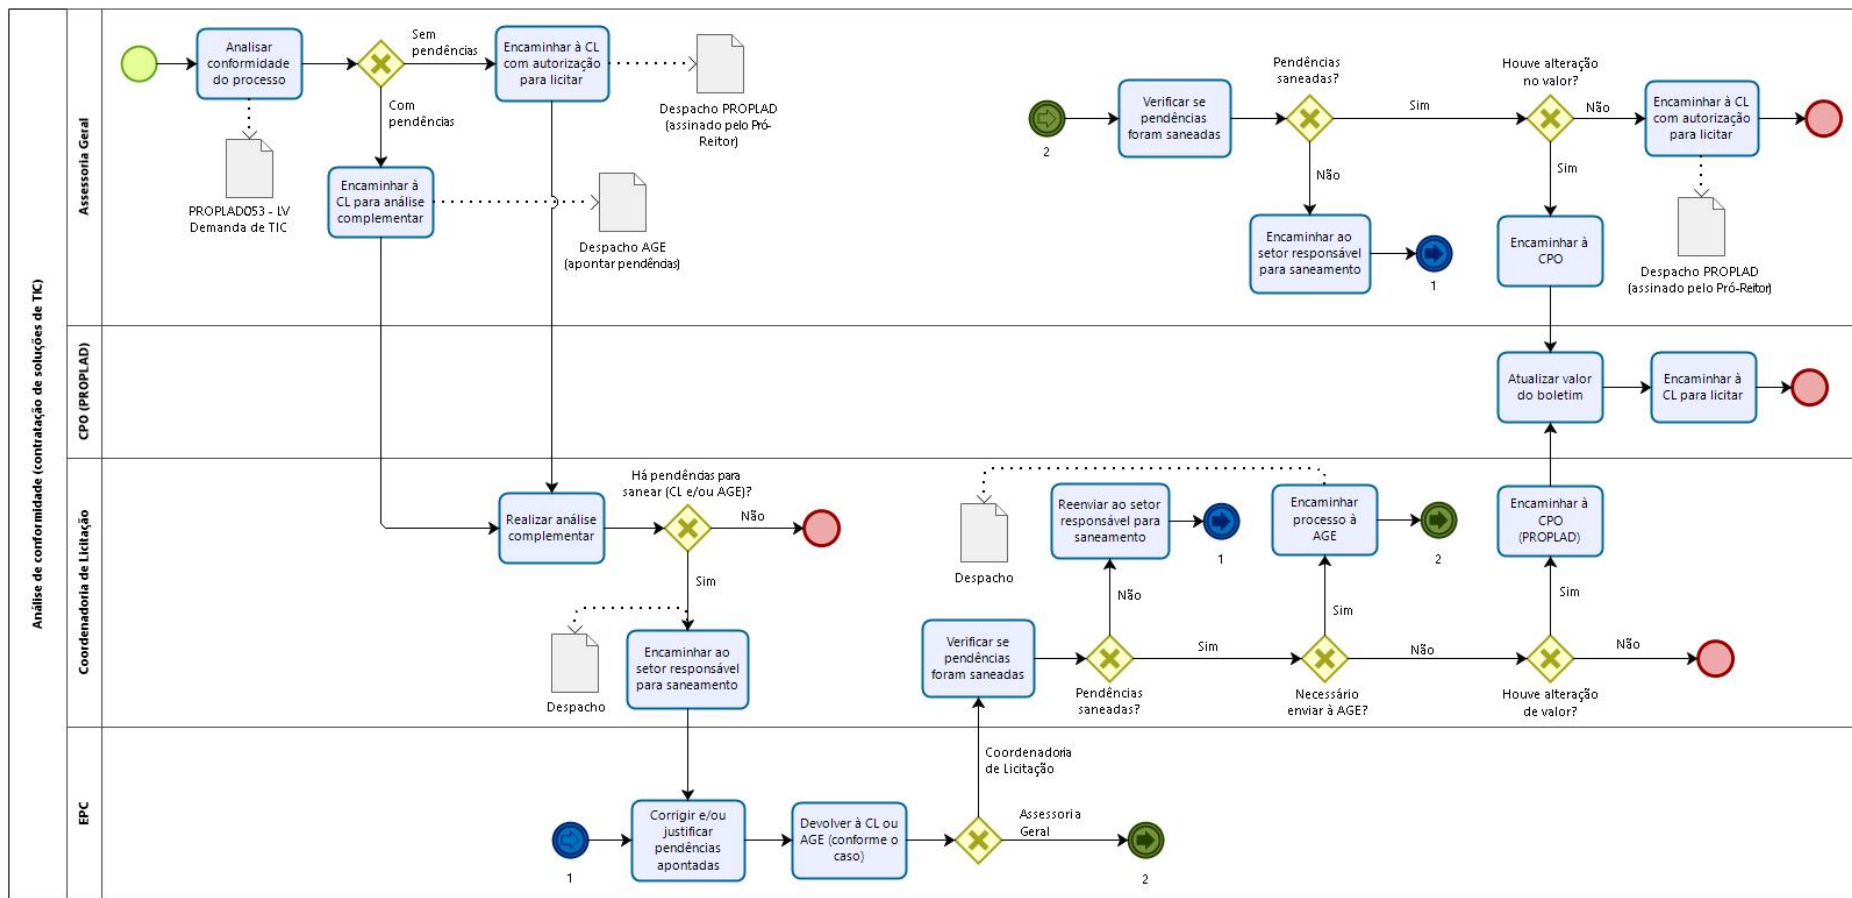 Análise de conformidade (contratação de soluções de TIC)
Assessoria Geral
Analisar
conformidade
do processo
PROPLAD053 - LV
Demanda de TIC
Sem
pendências
Com
pendências
Encaminhar à CL
com autorização
para licitar
Despacho PROPLAD
(assinado pelo Pró-
Reitor)
Encaminhar à
CL para análise
complementar
Despacho AGE
(apontar pendências)
2
Verificar se
pendências
foram saneadas
Pendências
saneadas?
Sim
Não
Encaminhar ao
setor responsável
para saneamento
1
Houve alteração
no valor?
Não
Sim
Encaminhar à CL
com autorização
para licitar
Despacho PROPLAD
(assinado pelo Pró-Reitor)
Encaminhar à
CPO
CPO (PROPLAD)
Atualizar valor
do boletim
Encaminhar à
CL para licitar
Coordenadoria de Licitação
Realizar análise
complementar
Há pendências para
sanear (CL e/ou AGE)?
Não
Sim
Despacho
Encaminhar ao
setor responsável
para saneamento
Verificar se
pendências
foram saneadas
Despacho
Reenviar ao setor
responsável para
saneamento
1
Não
Pendências
saneadas?
Sim
Encaminhar
processo à
AGE
2
Sim
Necessário
enviar à AGE?
Não
Encaminhar à
CPO
(PROPLAD)
Sim
Houve alteração
de valor?
Não
EPC
1
Corrigir e/ou
justificar
pendências
apontadas
Devolver à CL ou
AGE (conforme o
caso)
Coordenadoria
de Licitação
Assessoria
Geral
2